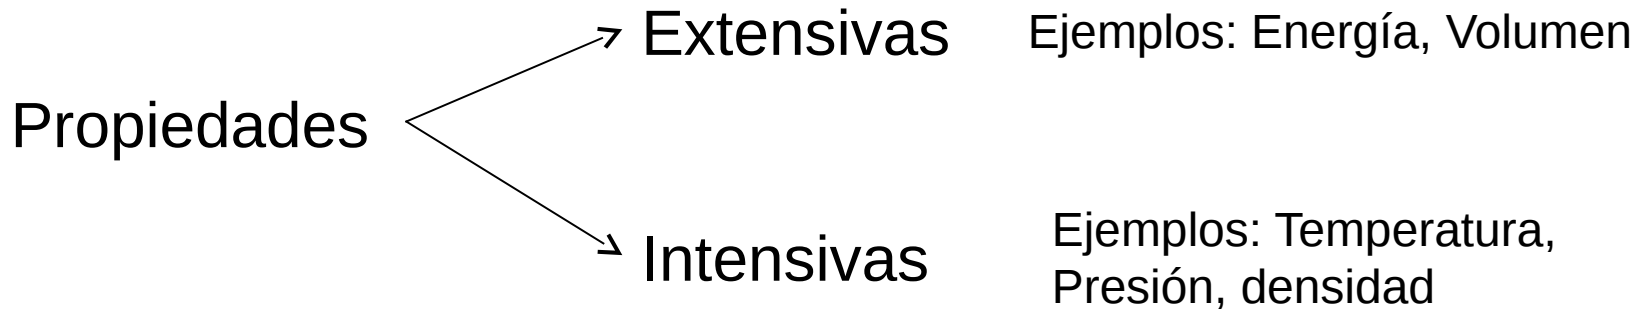 Extensivas
Ejemplos: Energía, Volumen
Propiedades
Intensivas
Ejemplos: Temperatura,
Presión, densidad